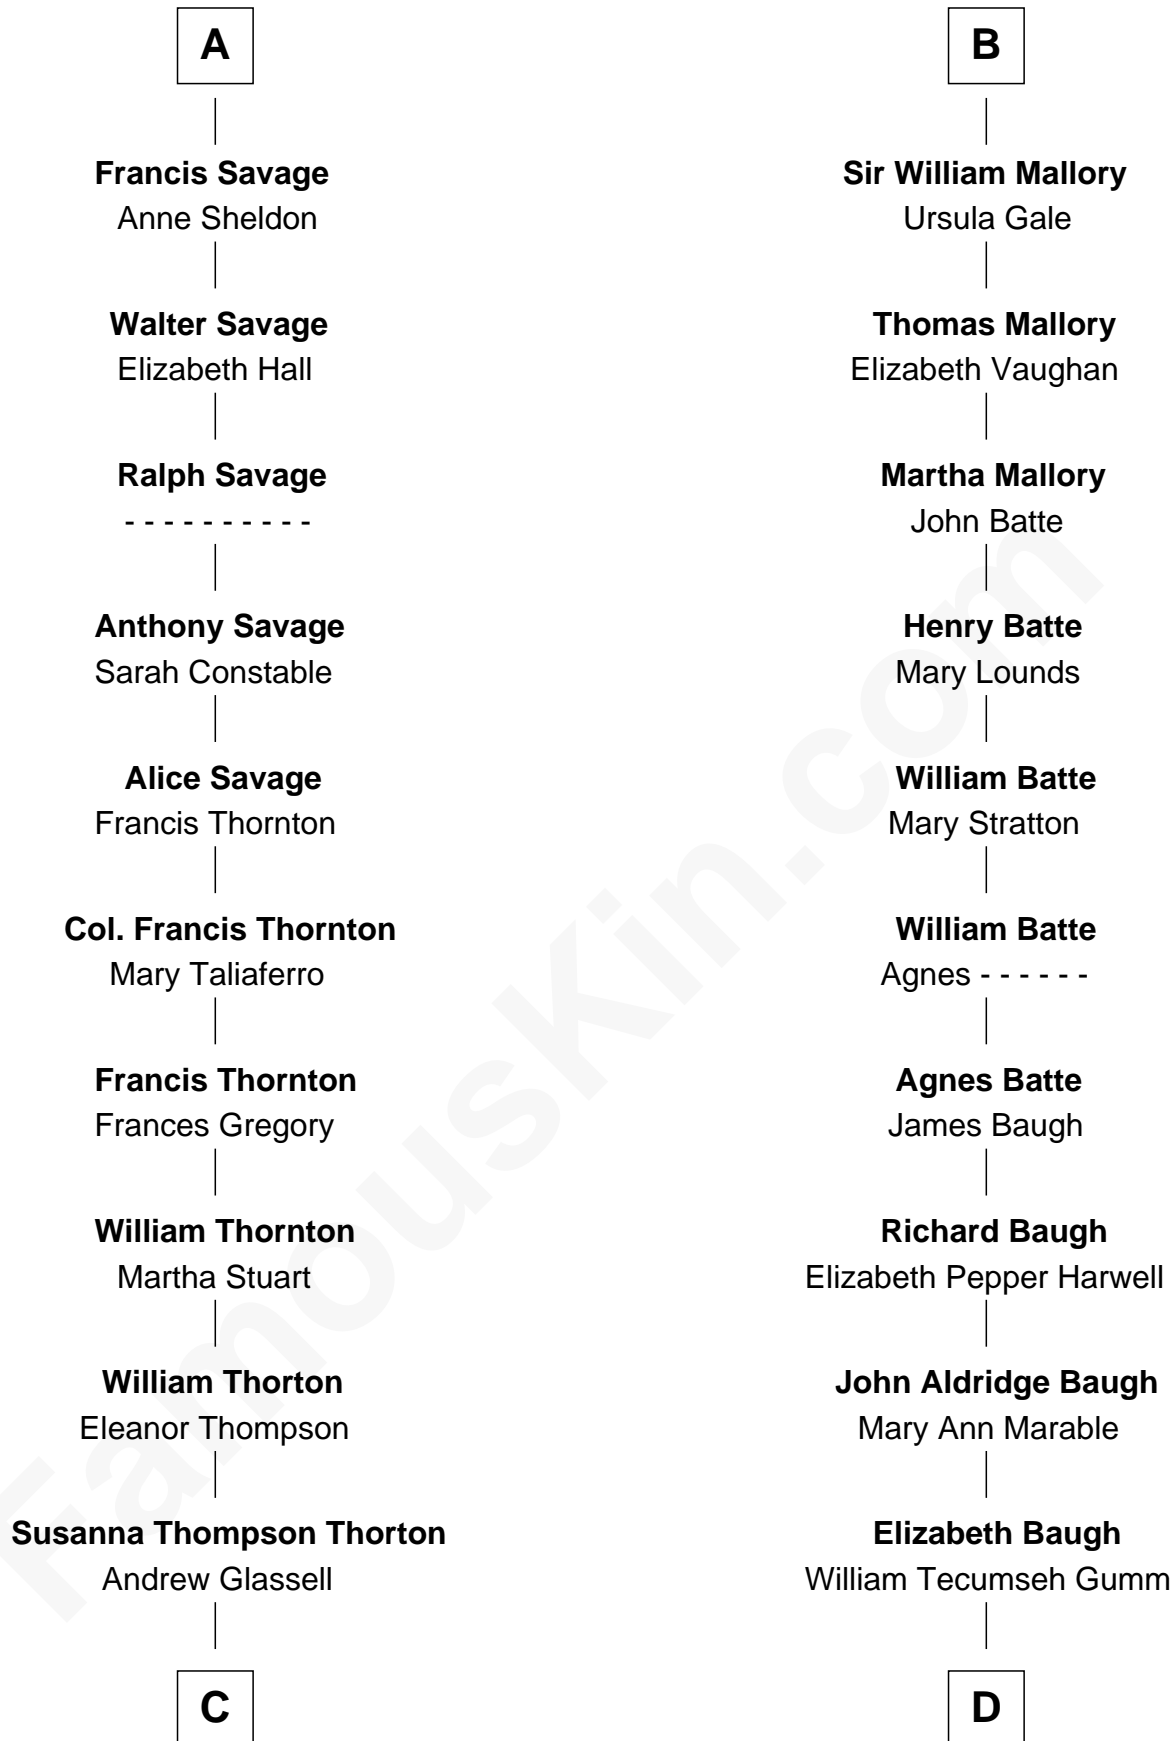 A
Francis Savage
Anne Sheldon
Walter Savage
Elizabeth Hall
Ralph Savage
- - - - - - - - - -
Anthony Savage
Sarah Constable
Alice Savage
Francis Thornton
Col. Francis Thornton
Mary Taliaferro
Francis Thornton
Frances Gregory
William Thornton
Martha Stuart
William Thorton
Eleanor Thompson
Susanna Thompson Thorton
Andrew Glassell
C
B
Sir William Mallory
Ursula Gale
Thomas Mallory
Elizabeth Vaughan
Martha Mallory
John Batte
Henry Batte
Mary Lounds
William Batte
Mary Stratton
William Batte
Agnes - - - - - -
Agnes Batte
James Baugh
Richard Baugh
Elizabeth Pepper Harwell
John Aldridge Baugh
Mary Ann Marable
Elizabeth Baugh
William Tecumseh Gumm
D
FamousKin.com